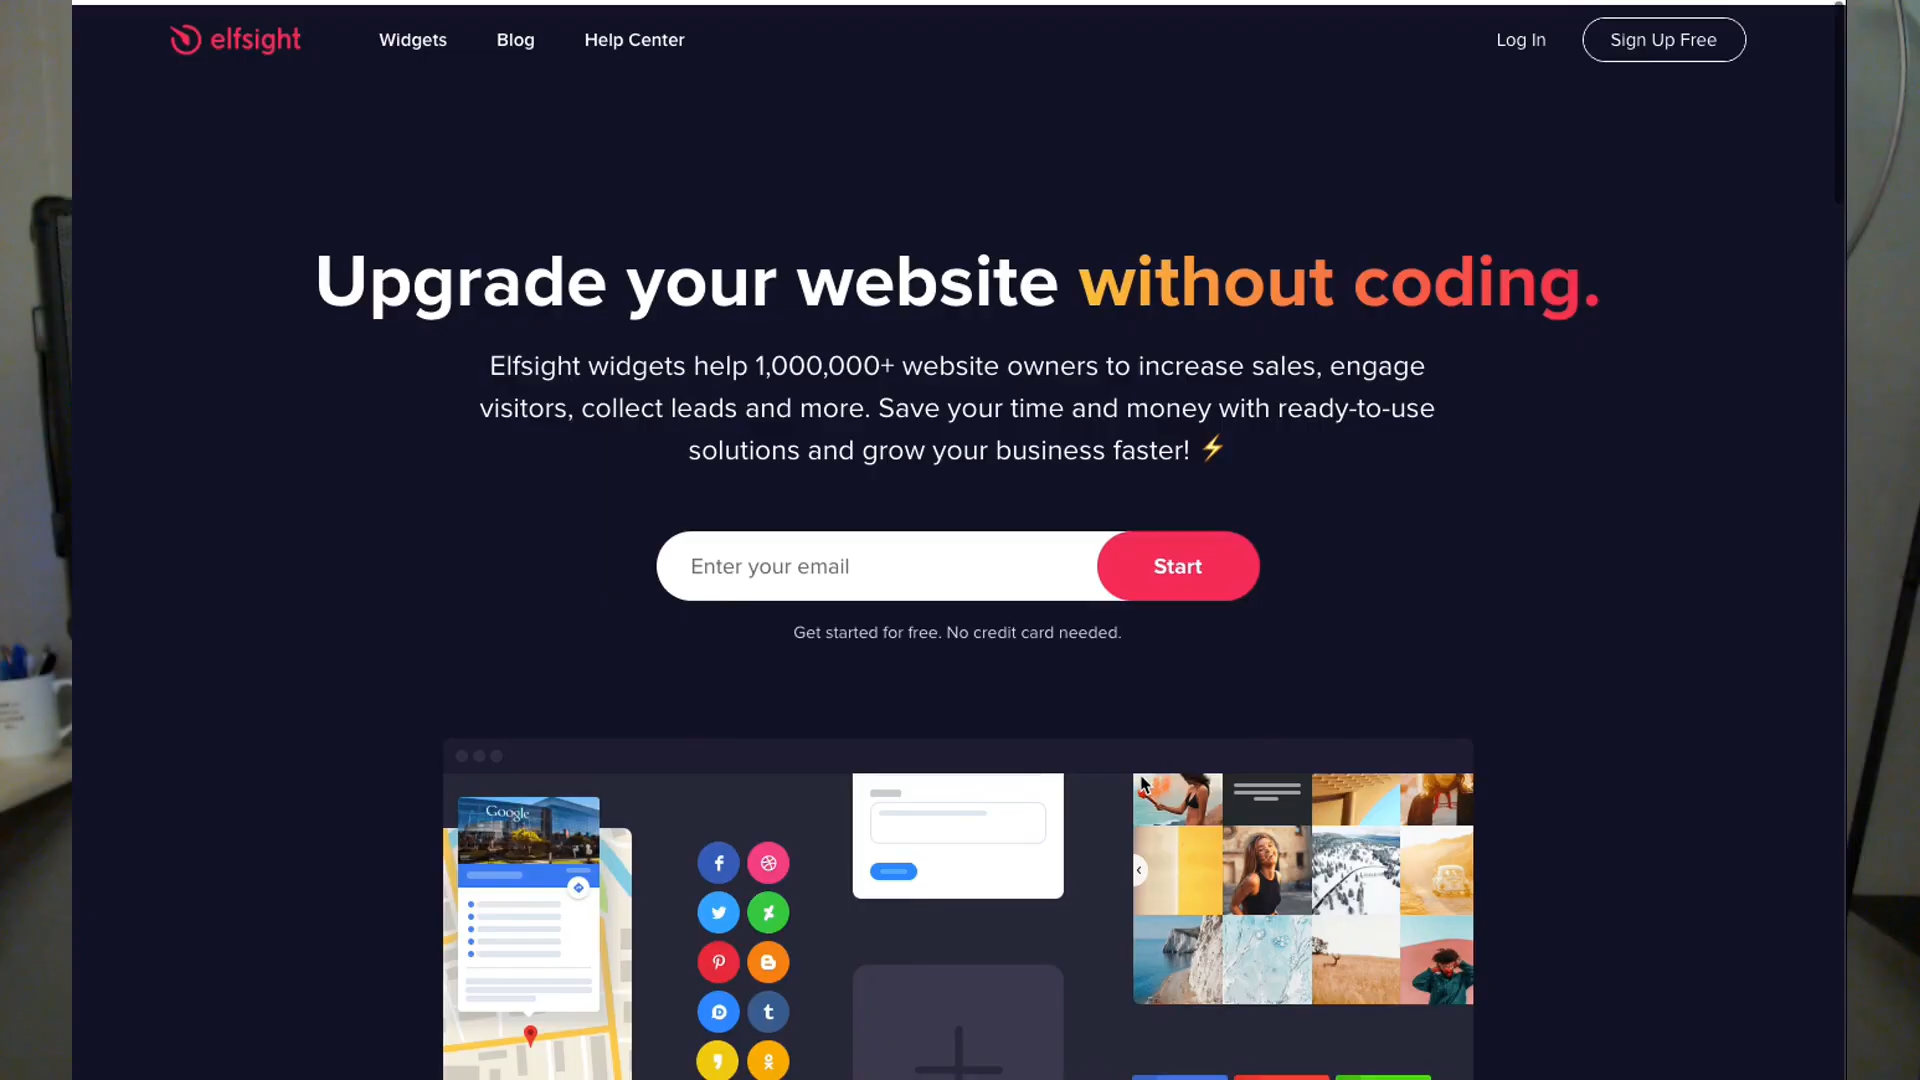 elfsight
Widgets
Blog
Help Center
Log In
Sign Up Free
Upgrade your website without coding.
Elfsight widgets help 1,000,000+ website owners to increase sales, engage
visitors, collect leads and more. Save your time and money with ready-to-use
solutions and grow your business faster! ⚡
Enter your email
Start
Get started for free. No credit card needed.
Google